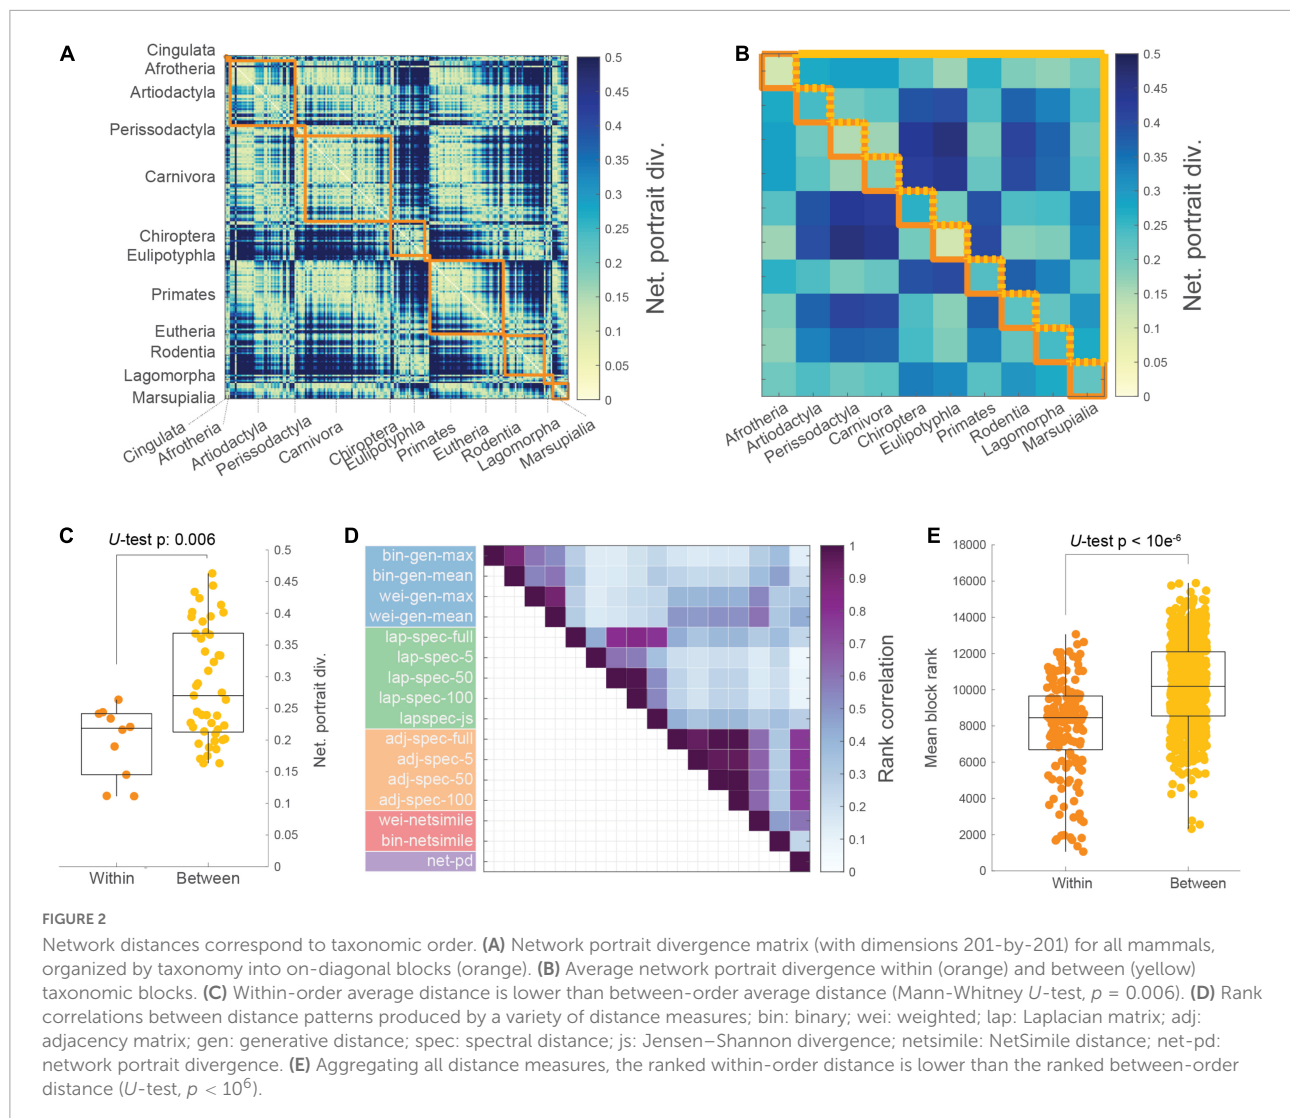 A
Cingulata
Afrotheria
Artiodactyla
Perissodactyla
Carnivora
Chiroptera
Eulipotyphla
Primates
Eutheria
Rodentia
Lagomorpha
Marsupialia
Cingulata
Afrotheria
Artiodactyla
Perissodactyla
Carnivora
Chiroptera
Eulipotyphla
Primates
Eutheria
Rodentia
Lagomorpha
Marsupialia
0.5
0.45
0.4
0.35
0.3
0.25
0.2
0.15
0.1
0.05
0
Net. portrait div.
B
Afrotheria
Artiodactyla
Perissodactyla
Carnivora
Chiroptera
Eulipotyphla
Primates
Rodentia
Lagomorpha
Marsupialia
0.5
0.45
0.4
0.35
0.3
0.25
0.2
0.15
0.1
0.05
0
Net. portrait div.
C
U-test p: 0.006
0.5
0.45
0.4
0.35
0.3
0.25
0.2
0.15
0.1
0.05
0
Net. portrait div.
Within
Between
D
bin-gen-max
bin-gen-mean
wei-gen-max
wei-gen-mean
lap-spec-full
lap-spec-5
lap-spec-50
lap-spec-100
lapspec-js
adj-spec-full
adj-spec-5
adj-spec-50
adj-spec-100
wei-netsimile
bin-netsimile
net-pd
1
0.9
0.8
0.7
0.6
0.5
0.4
0.3
0.2
0.1
0
Rank correlation
E
U-test p < 10e-6
18000
16000
14000
12000
10000
8000
6000
4000
2000
0
Mean block rank
Within
Between
FIGURE 2
Network distances correspond to taxonomic order. (A) Network portrait divergence matrix (with dimensions 201-by-201) for all mammals,
organized by taxonomy into on-diagonal blocks (orange). (B) Average network portrait divergence within (orange) and between (yellow)
taxonomic blocks. (C) Within-order average distance is lower than between-order average distance (Mann-Whitney U-test, p = 0.006). (D) Rank
correlations between distance patterns produced by a variety of distance measures; bin: binary; wei: weighted; lap: Laplacian matrix; adj:
adjacency matrix; gen: generative distance; spec: spectral distance; js: Jensen–Shannon divergence; netsimile: NetSimile distance; net-pd:
network portrait divergence. (E) Aggregating all distance measures, the ranked within-order distance is lower than the ranked between-order
distance (U-test, p < 10⁶).